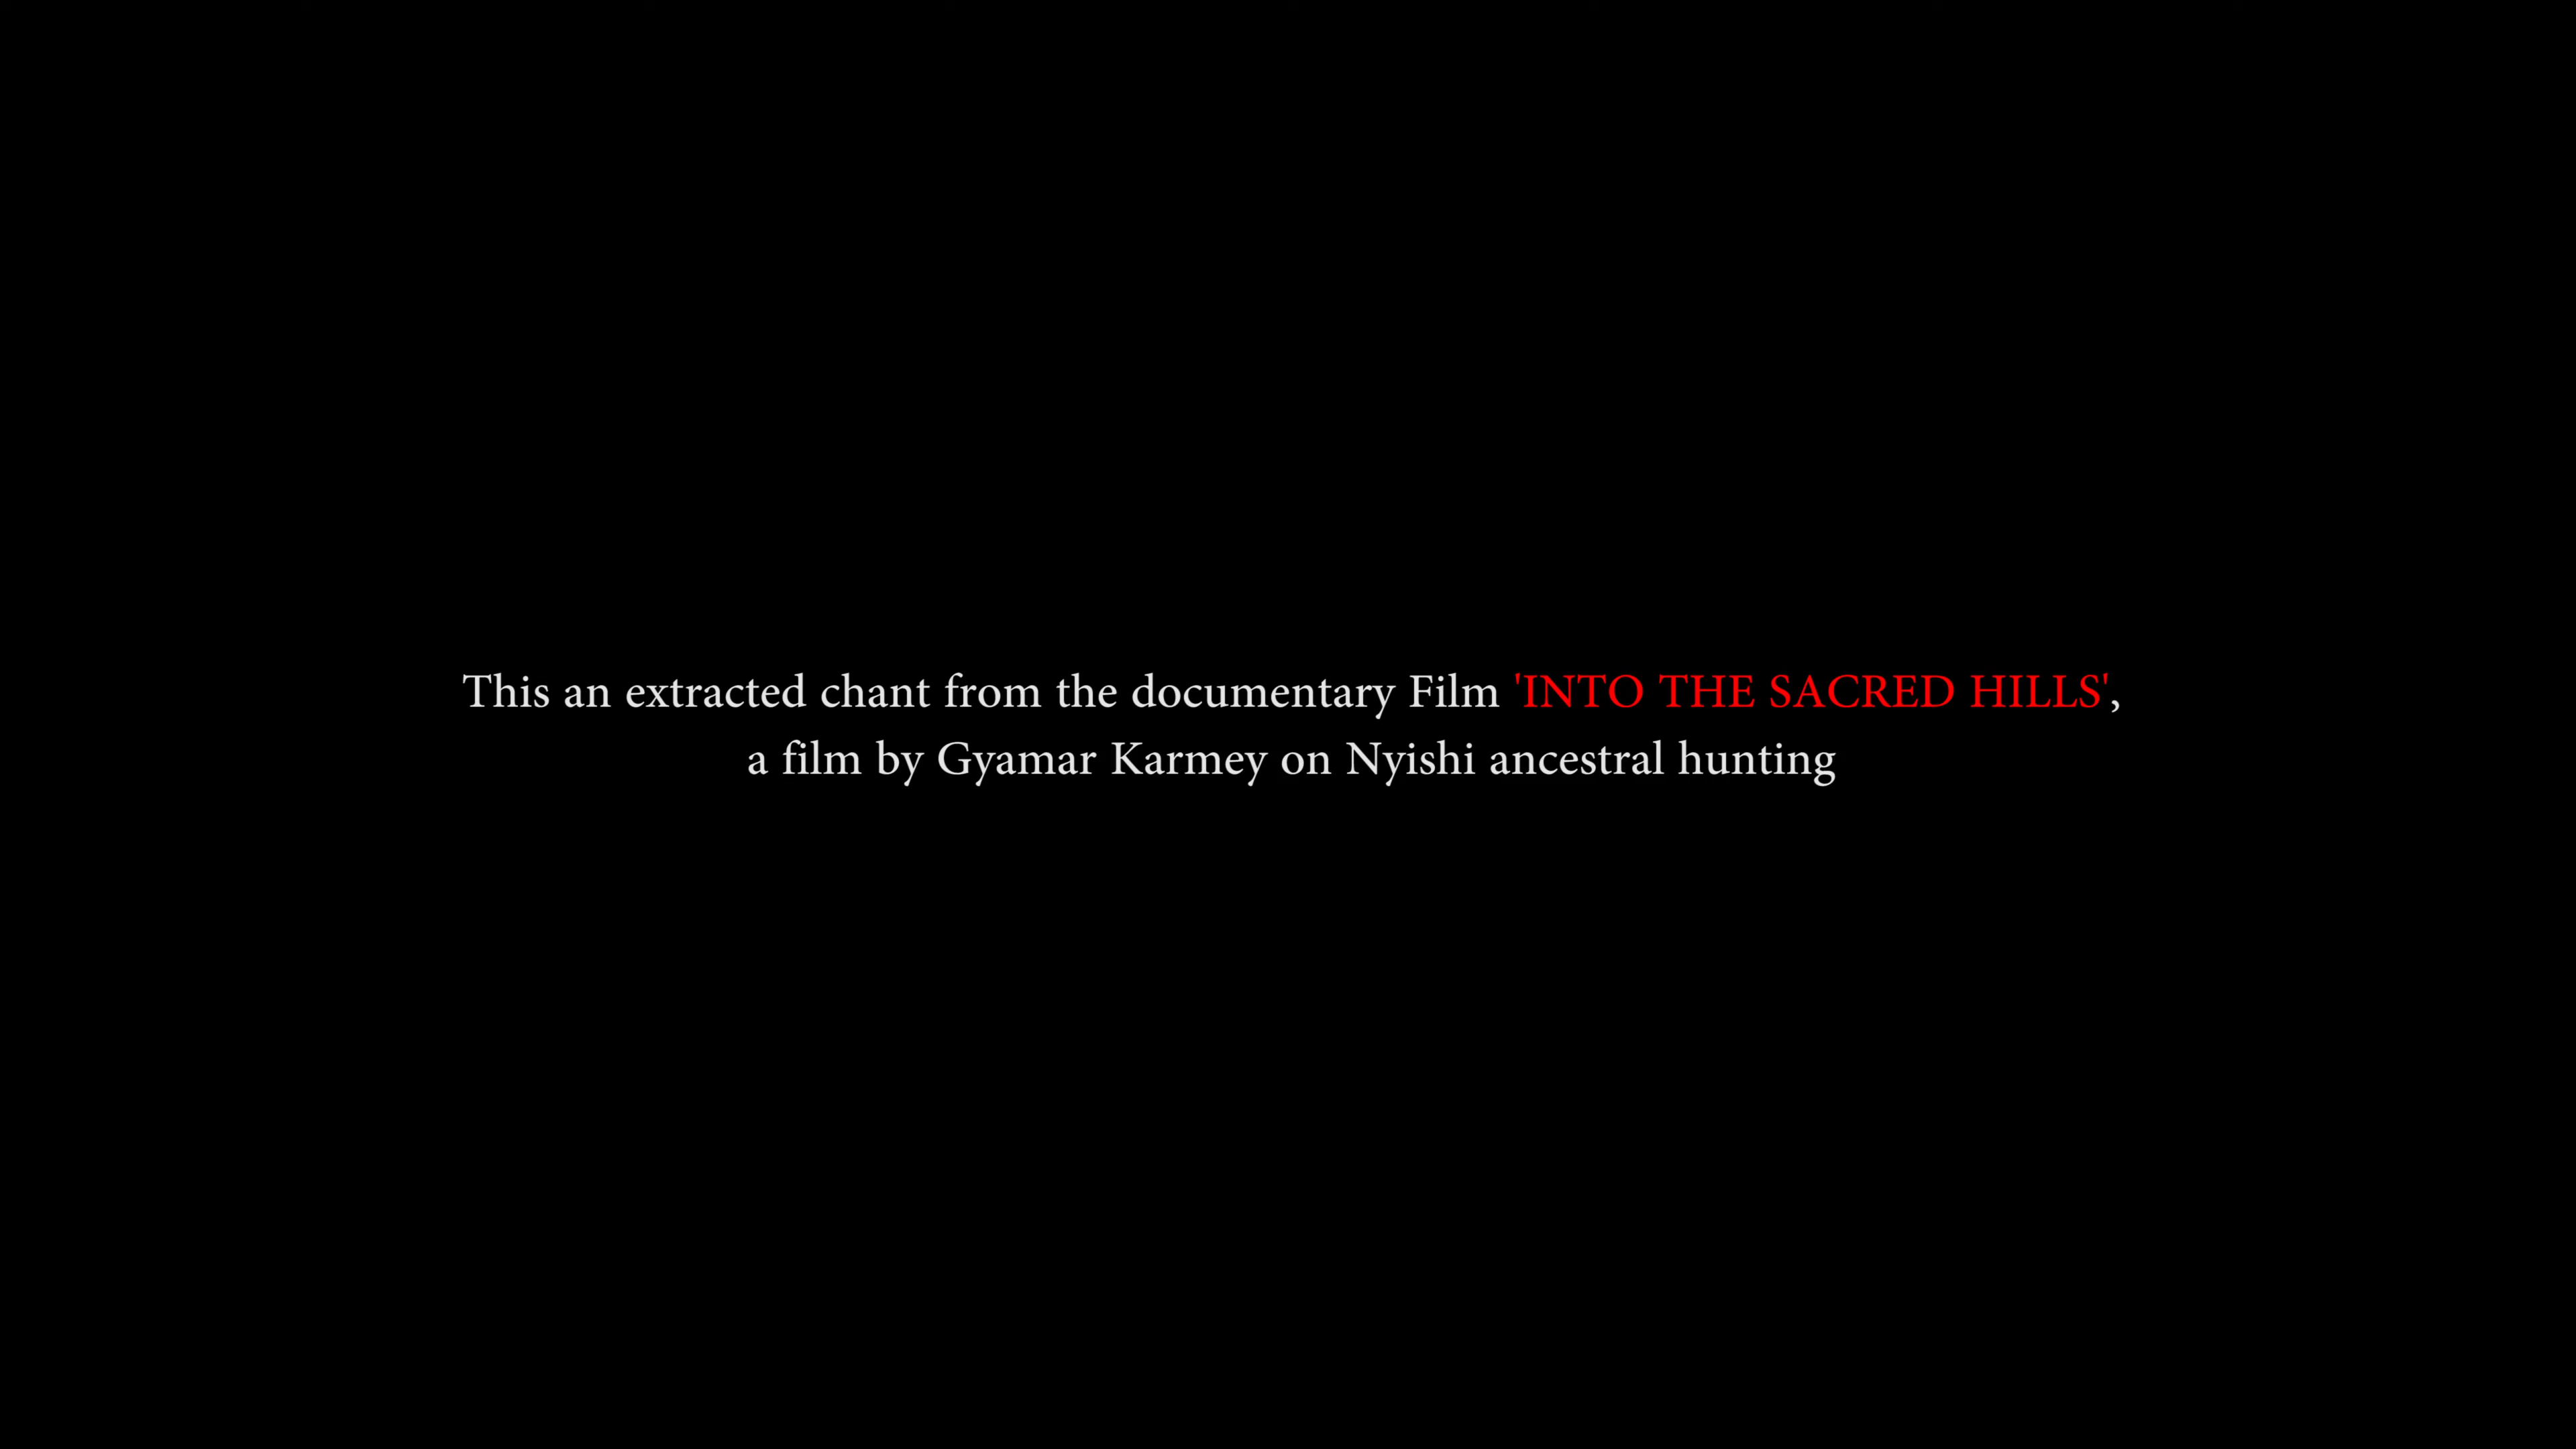 This an extracted chant from the documentary Film 'INTO THE SACRED HILLS',
a film by Gyamar Karmey on Nyishi ancestral hunting